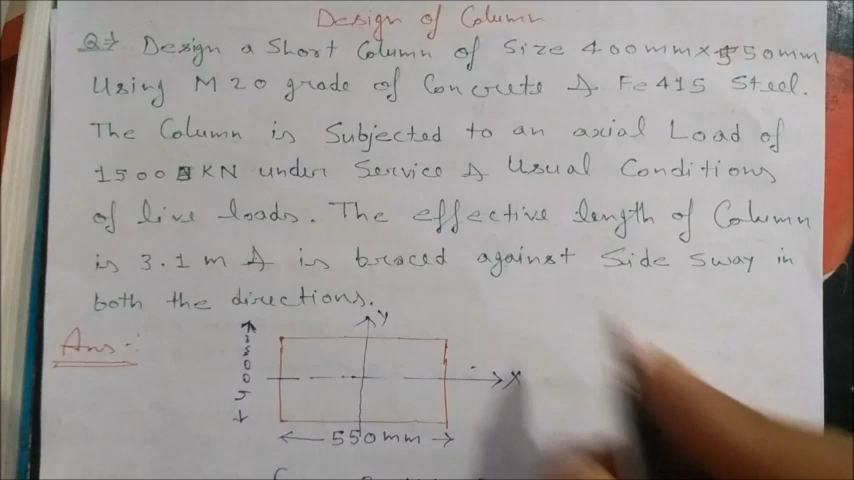 Design of Column
Q→ Design a Short Column of Size 400mm×550mm
Using M20 grade of Concrete & Fe415 Steel.
The Column is Subjected to an axial Load of
1500 KN under Service & Usual Conditions
of live loads. The effective length of Column
is 3.1m & is braced against Side Sway in
both the directions.
Ans:-
Y
400mm
X
550mm